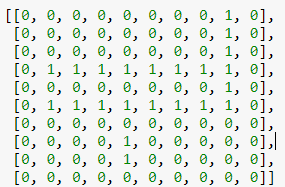 [[0, 0, 0, 0, 0, 0, 0, 0, 1, 0],
[0, 0, 0, 0, 0, 0, 0, 0, 1, 0],
[0, 0, 0, 0, 0, 0, 0, 0, 1, 0],
[0, 1, 1, 1, 1, 1, 1, 1, 1, 0],
[0, 0, 0, 0, 0, 0, 0, 0, 1, 0],
[0, 1, 1, 1, 1, 1, 1, 1, 1, 0],
[0, 0, 0, 0, 0, 0, 0, 0, 0, 0],
[0, 0, 0, 0, 1, 0, 0, 0, 0, 0],
[0, 0, 0, 0, 1, 0, 0, 0, 0, 0],
[0, 0, 0, 0, 0, 0, 0, 0, 0, 0]]